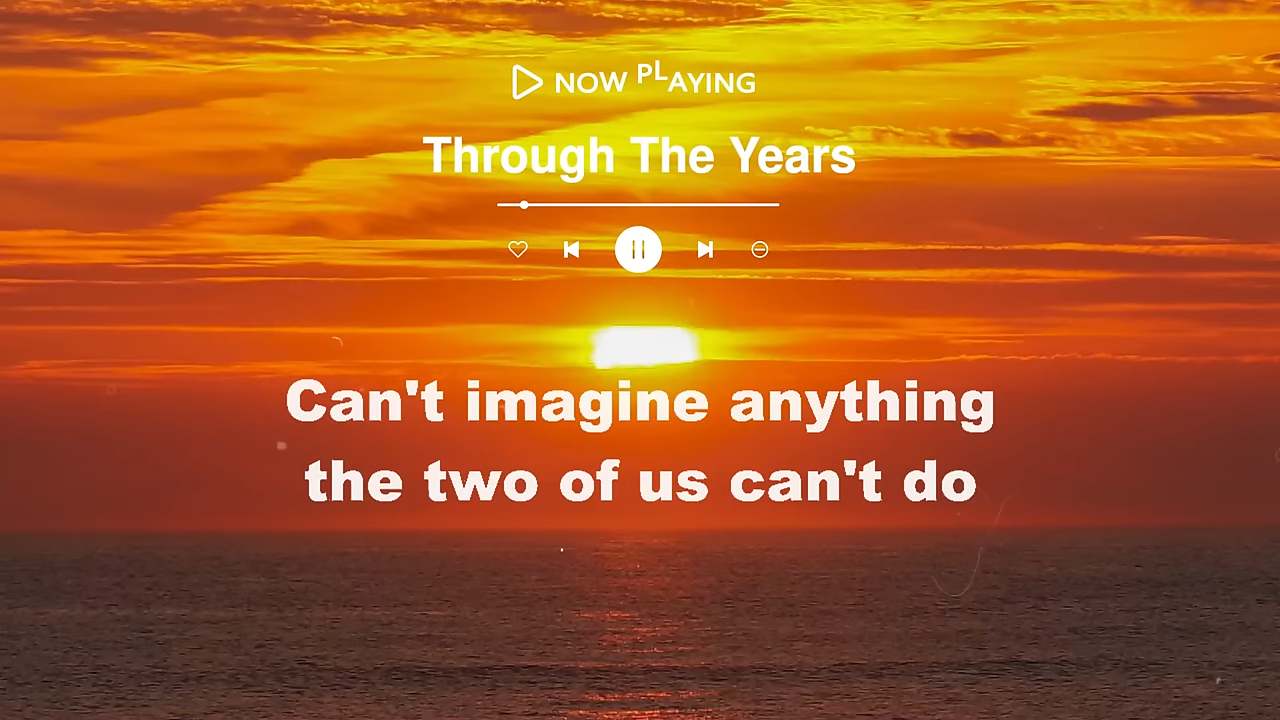 NOW PLAYING
Through The Years
Can't imagine anything
the two of us can't do